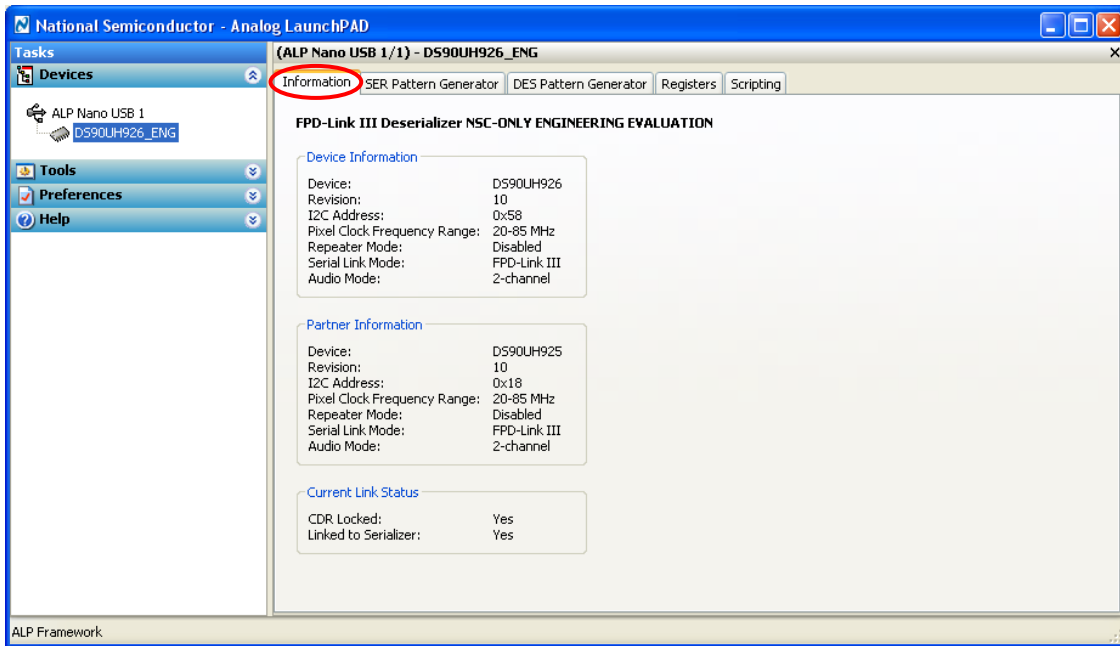 National Semiconductor - Analog LaunchPAD
Tasks
Devices
ALP Nano USB 1
DS90UH926_ENG
Tools
Preferences
Help
(ALP Nano USB 1/1) - DS90UH926_ENG
Information SER Pattern Generator DES Pattern Generator Registers Scripting
FPD-Link III Deserializer NSC-ONLY ENGINEERING EVALUATION
Device Information
Device: DS90UH926
Revision: 10
I2C Address: 0x58
Pixel Clock Frequency Range: 20-85 MHz
Repeater Mode: Disabled
Serial Link Mode: FPD-Link III
Audio Mode: 2-channel
Partner Information
Device: DS90UH925
Revision: 10
I2C Address: 0x18
Pixel Clock Frequency Range: 20-85 MHz
Repeater Mode: Disabled
Serial Link Mode: FPD-Link III
Audio Mode: 2-channel
Current Link Status
CDR Locked: Yes
Linked to Serializer: Yes
ALP Framework